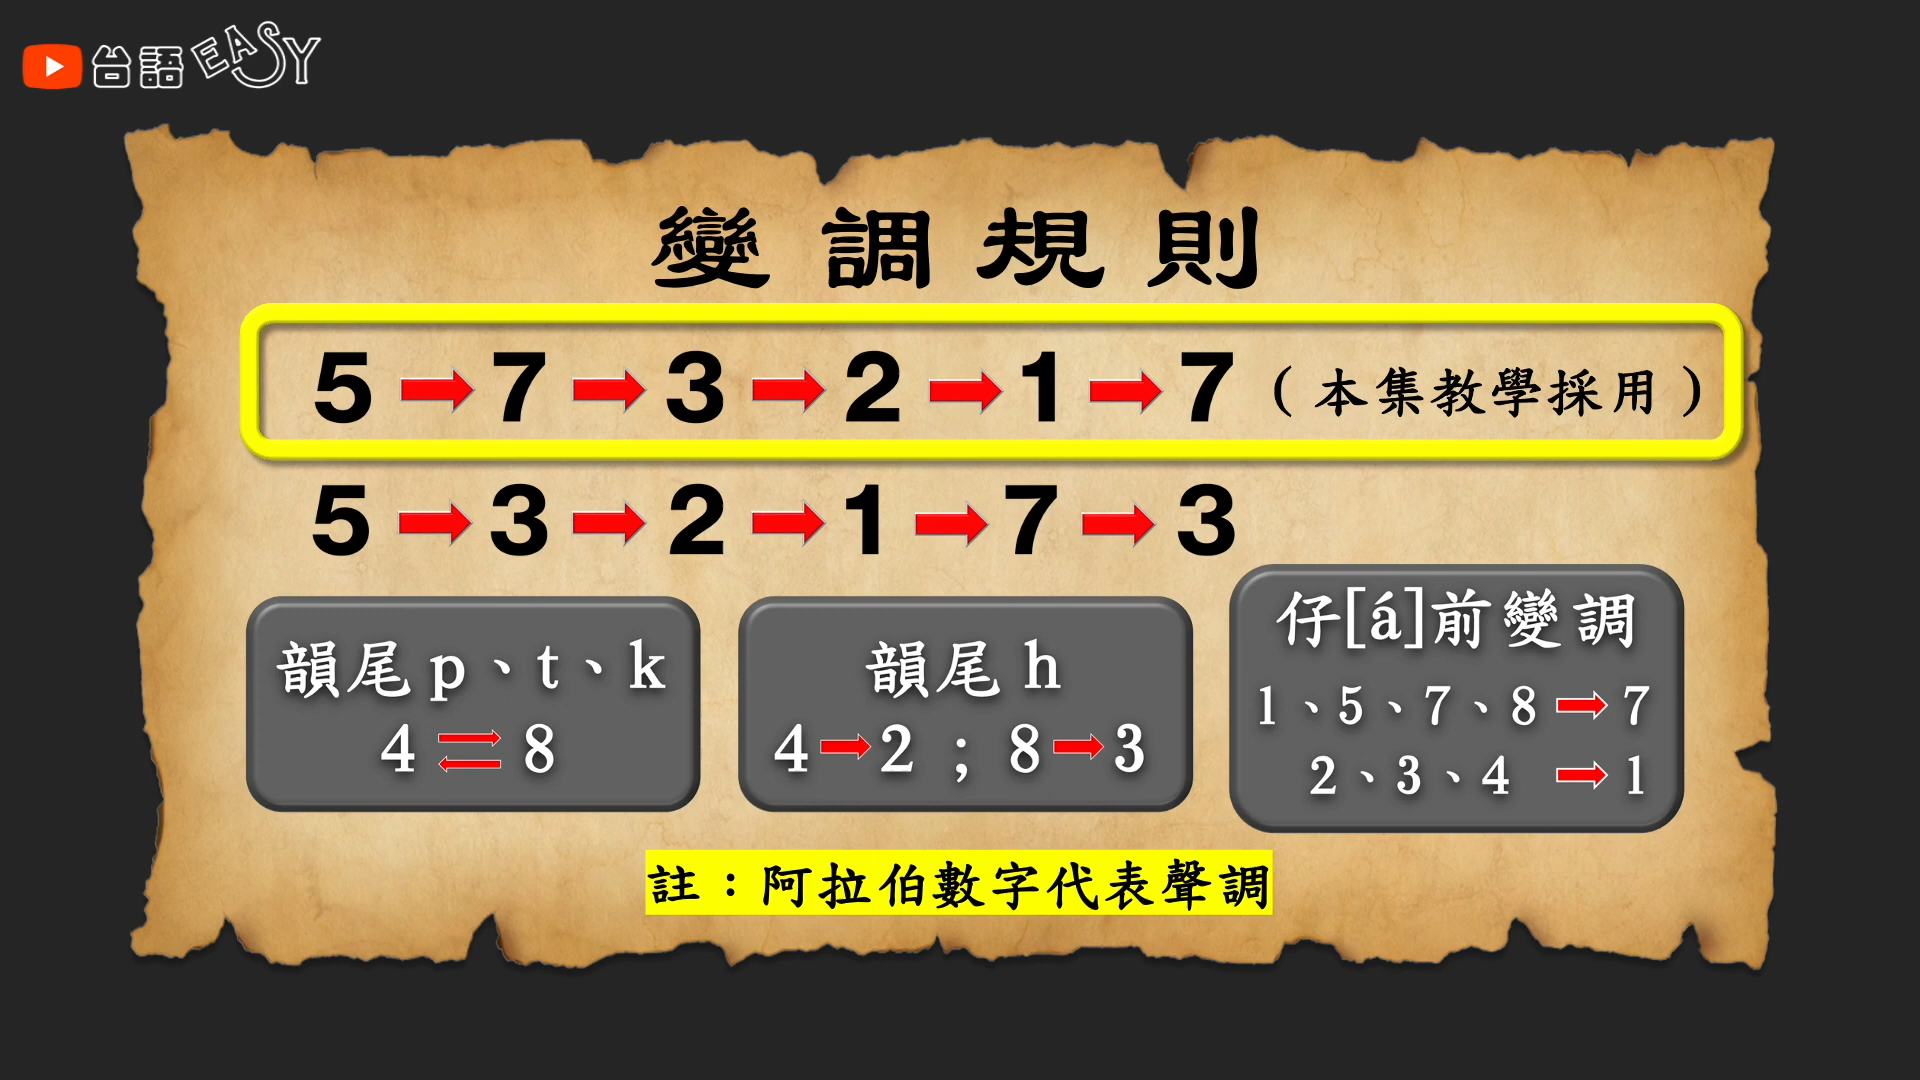 台語EASY
變調規則
5➡7➡3➡2➡1➡7（本集教學採用）
5➡3➡2➡1➡7➡3
韻尾p、t、k
4⇄8
韻尾h
4➡2；8➡3
仔[á]前變調
1、5、7、8➡7
2、3、4➡1
註：阿拉伯數字代表聲調